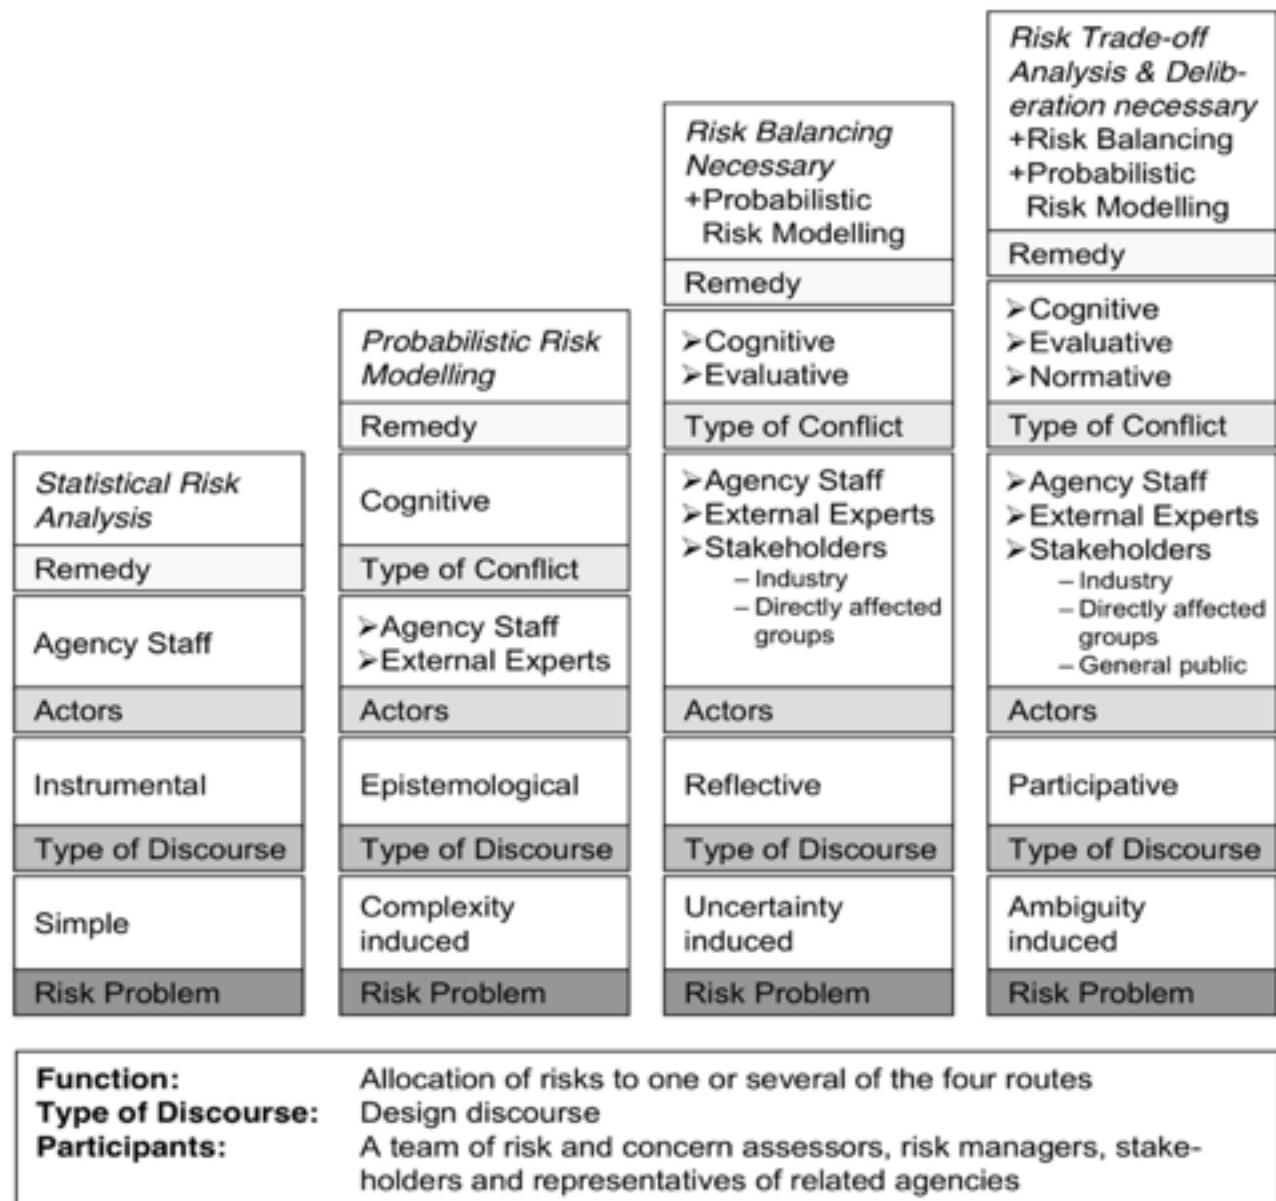 Statistical Risk
Analysis
Remedy
Agency Staff
Actors
Instrumental
Type of Discourse
Simple
Risk Problem
Probabilistic Risk
Modelling
Remedy
Cognitive
Type of Conflict
➢Agency Staff
➢External Experts
Actors
Epistemological
Type of Discourse
Complexity
induced
Risk Problem
Risk Balancing
Necessary
+Probabilistic
Risk Modelling
Remedy
➢Cognitive
➢Evaluative
Type of Conflict
➢Agency Staff
➢External Experts
➢Stakeholders
– Industry
– Directly affected
groups
Actors
Reflective
Type of Discourse
Uncertainty
induced
Risk Problem
Risk Trade-off
Analysis & Delib-
eration necessary
+Risk Balancing
+Probabilistic
Risk Modelling
Remedy
➢Cognitive
➢Evaluative
➢Normative
Type of Conflict
➢Agency Staff
➢External Experts
➢Stakeholders
– Industry
– Directly affected
groups
– General public
Actors
Participative
Type of Discourse
Ambiguity
induced
Risk Problem
Function: Allocation of risks to one or several of the four routes
Type of Discourse: Design discourse
Participants: A team of risk and concern assessors, risk managers, stake-
holders and representatives of related agencies